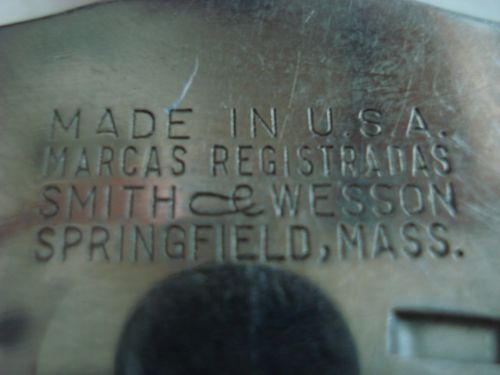 MADE IN U.S.A.
MARCAS REGISTRADAS
SMITH & WESSON
SPRINGFIELD, MASS.